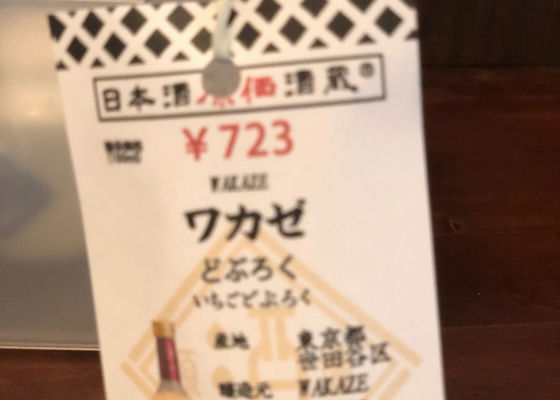 日本酒原価酒蔵®
¥723
WAKAZE
ワカゼ
どぶろく
いちごどぶろく
産地 東京都
世田谷区
醸造元 WAKAZE